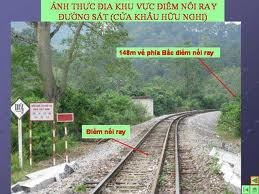 ẢNH THỰC ĐỊA KHU VỰC ĐIỂM NỐI RAY
ĐƯỜNG SẮT (CỬA KHẨU HỮU NGHỊ)
148m về phía Bắc điểm nối ray
Điểm nối ray